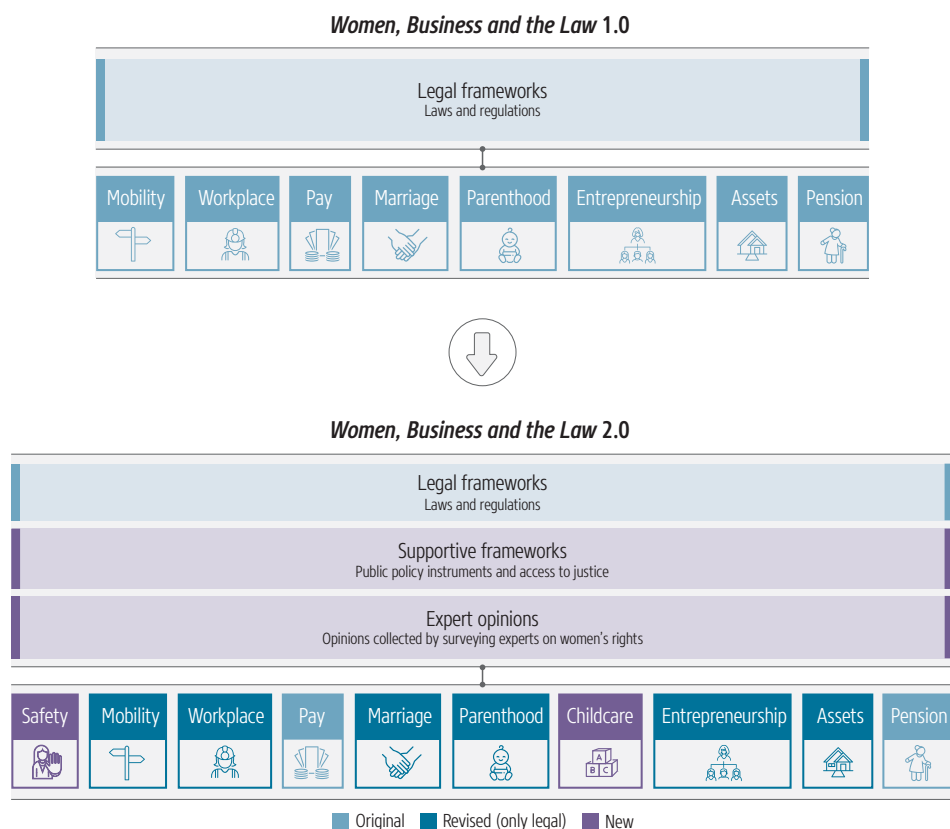 Women, Business and the Law 1.0
Legal frameworks
Laws and regulations
Mobility Workplace Pay Marriage Parenthood Entrepreneurship Assets Pension
Women, Business and the Law 2.0
Legal frameworks
Laws and regulations
Supportive frameworks
Public policy instruments and access to justice
Expert opinions
Opinions collected by surveying experts on women's rights
Safety Mobility Workplace Pay Marriage Parenthood Childcare Entrepreneurship Assets Pension
A
B C
Original Revised (only legal) New